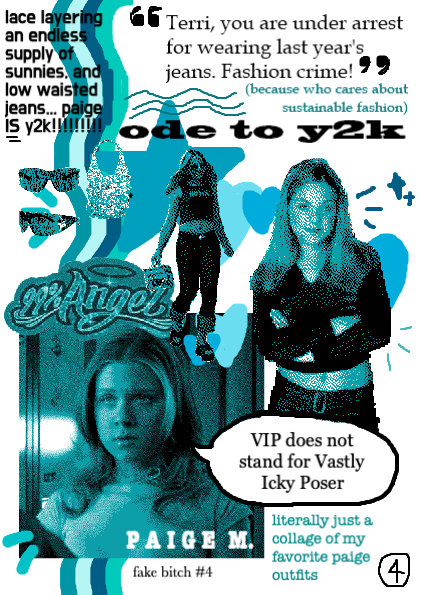 lace layering
an endless
supply of
sunnies, and
low waisted
jeans... paige
IS y2k!!!!!!!!!
“ Terri, you are under arrest
for wearing last year's
jeans. Fashion crime! ”
(because who cares about
sustainable fashion)
ode to y2k
Angel
VIP does not
stand for Vastly
Icky Poser
PAIGE M.
fake bitch #4
literally just a
collage of my
favorite paige
outfits
4